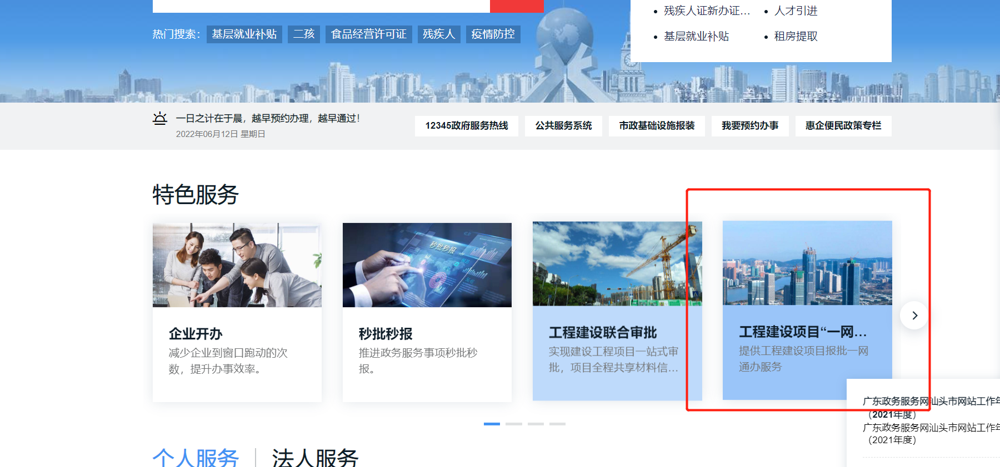 残疾人证新办证...
人才引进
热门搜索：
基层就业补贴
二孩
食品经营许可证
残疾人
疫情防控
基层就业补贴
租房提取
一日之计在于晨，越早预约办理，越早通过！
2022年06月12日 星期日
12345政府服务热线
公共服务系统
市政基础设施报装
我要预约办事
惠企便民政策专栏
特色服务
秒批秒报
企业开办
减少企业到窗口跑动的次
数，提升办事效率。
秒批秒报
推进政务服务事项秒批秒
报。
工程建设联合审批
实现建设工程项目一站式审
批，项目全程共享材料信...
工程建设项目“一网...
提供工程建设项目报批一网
通办服务
广东政务服务网汕头市网站工作年
（2021年度）
广东政务服务网汕头市网站工作年
（2021年度）
个人服务
法人服务